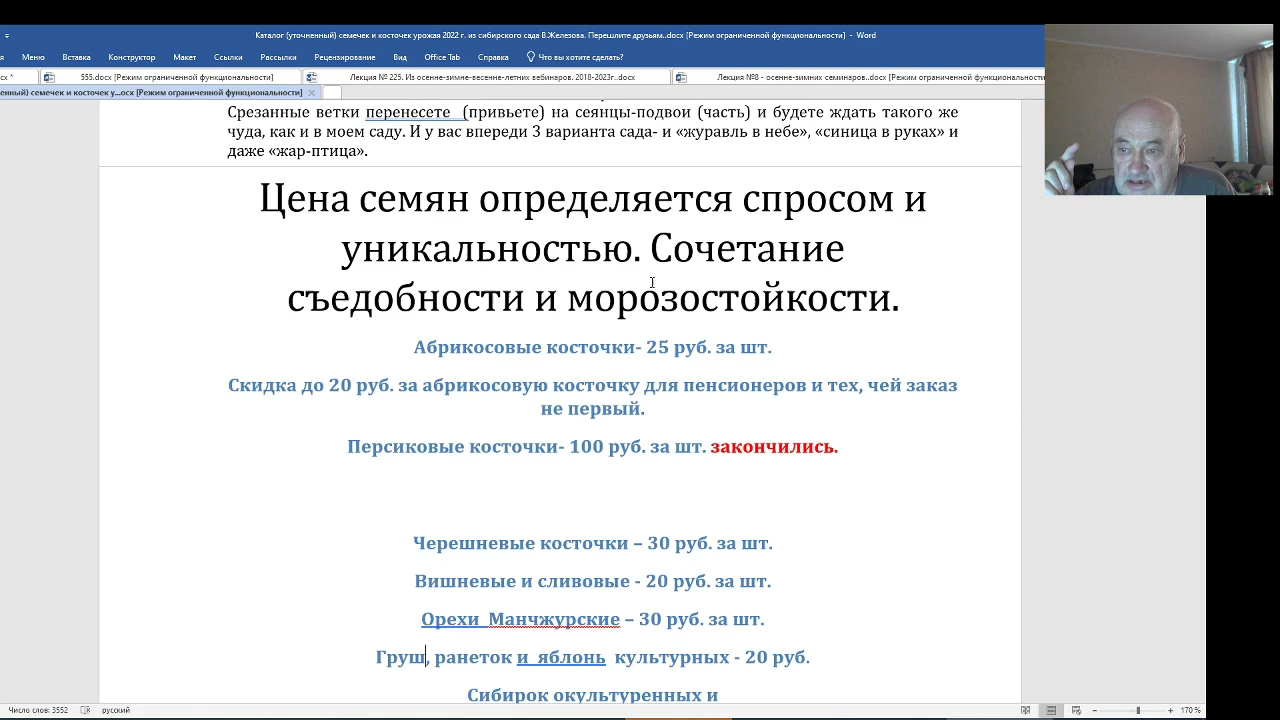 Каталог (уточненный) семечек и косточек урожая 2022 г. из сибирского сада В.Железова. Перешлите друзьям..docx [Режим ограниченной функциональности] - Word
Меню Вставка Конструктор Макет Ссылки Рассылки Рецензирование Вид Office Tab Справка Что вы хотите сделать?
cx * 555.docx [Режим ограниченной функциональности] Лекция № 225. Из осенне-зимне-весенне-летних вебинаров. 2018-2023г..docx Лекция №8 - осенне-зимних семинаров..docx [Режим ограниченной функциональности]
енный) семечек и косточек у...ocx [Режим ограниченной функциональности]
Срезанные ветки перенесете (привьете) на сеянцы-подвои (часть) и будете ждать такого же
чуда, как и в моем саду. И у вас впереди 3 варианта сада- и «журавль в небе», «синица в руках» и
даже «жар-птица».
Цена семян определяется спросом и
уникальностью. Сочетание
съедобности и морозостойкости.
Абрикосовые косточки- 25 руб. за шт.
Скидка до 20 руб. за абрикосовую косточку для пенсионеров и тех, чей заказ
не первый.
Персиковые косточки- 100 руб. за шт. закончились.
Черешневые косточки – 30 руб. за шт.
Вишневые и сливовые - 20 руб. за шт.
Орехи Манчжурские – 30 руб. за шт.
Груш, ранеток и яблонь культурных - 20 руб.
Сибирок окультуренных и
Число слов: 3552 русский 170 %